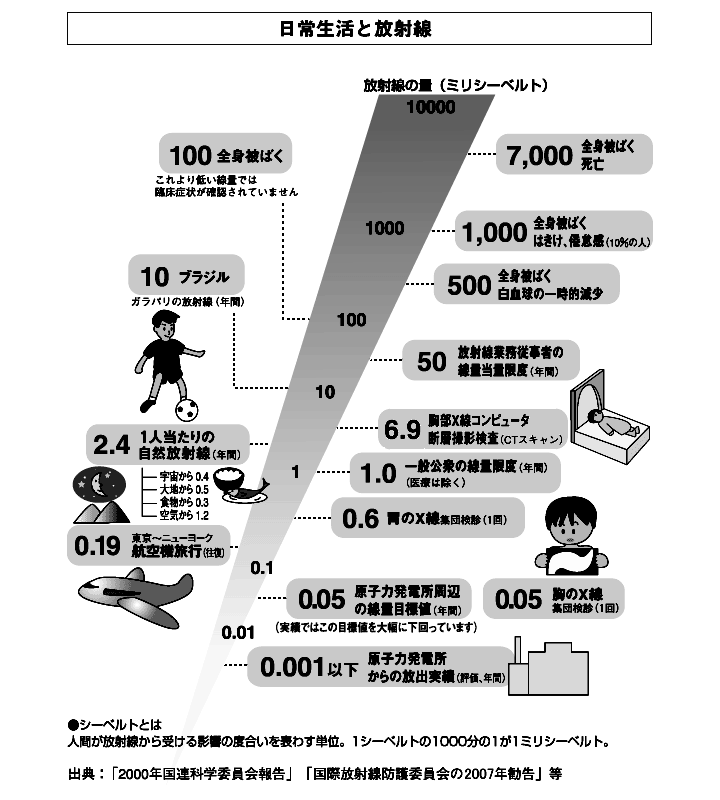 日常生活と放射線
放射線の量（ミリシーベルト）
10000
100 全身被ばく
これより低い線量では
臨床症状が確認されていません
7,000 全身被ばく
死亡
1000
1,000 全身被ばく
はきけ、倦怠感（10%の人）
10 ブラジル
ガラパリの放射線（年間）
500 全身被ばく
白血球の一時的減少
100
50 放射線業務従事者の
線量当量限度（年間）
10
6.9 胸部X線コンピュータ
断層撮影検査（CTスキャン）
2.4 1人当たりの
自然放射線（年間）
宇宙から 0.4
大地から 0.5
食物から 0.3
空気から 1.2
1
1.0 一般公衆の線量限度（年間）
（医療は除く）
0.6 胃のX線集団検診（1回）
0.19 東京〜ニューヨーク
航空機旅行（往復）
0.1
0.05 原子力発電所周辺
の線量目標値（年間）
（実績ではこの目標値を大幅に下回っています）
0.05 胸のX線
集団検診（1回）
0.01
0.001以下 原子力発電所
からの放出実績（評価、年間）
●シーベルトとは
人間が放射線から受ける影響の度合いを表わす単位。1シーベルトの1000分の1が1ミリシーベルト。
出典：「2000年国連科学委員会報告」「国際放射線防護委員会の2007年勧告」等